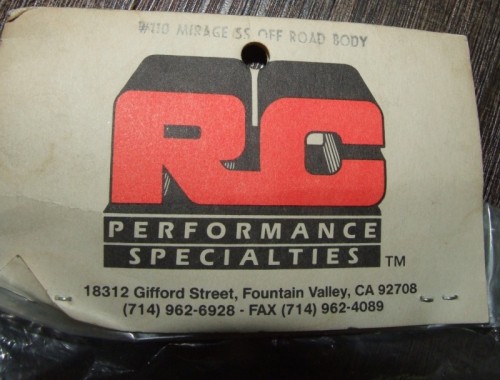 #110 MIRAGE SS OFF ROAD BODY
RC
PERFORMANCE
SPECIALTIES TM
18312 Gifford Street, Fountain Valley, CA 92708
(714) 962-6928 - FAX (714) 962-4089